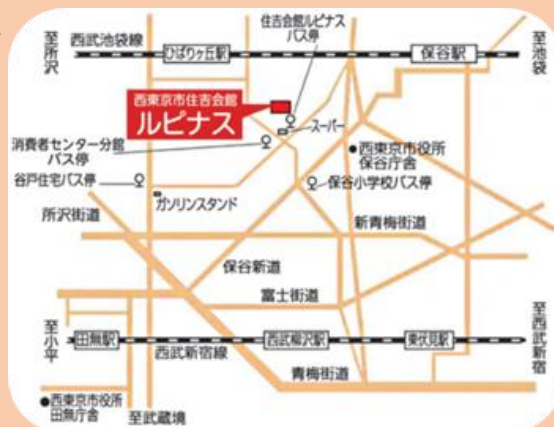 至所沢
西武池袋線
ひばりヶ丘駅
住吉会館ルピナス
バス停
保谷駅
至池袋
西東京市住吉会館
ルピナス
スーパー
消費者センター分館
バス停
西東京市役所
保谷庁舎
谷戸住宅バス停
保谷小学校バス停
ガソリンスタンド
所沢街道
新青梅街道
保谷新道
富士街道
至小平
田無駅
西武新宿線
西武柳沢駅
東伏見駅
至西武新宿
青梅街道
西東京市役所
田無庁舎
至武蔵境